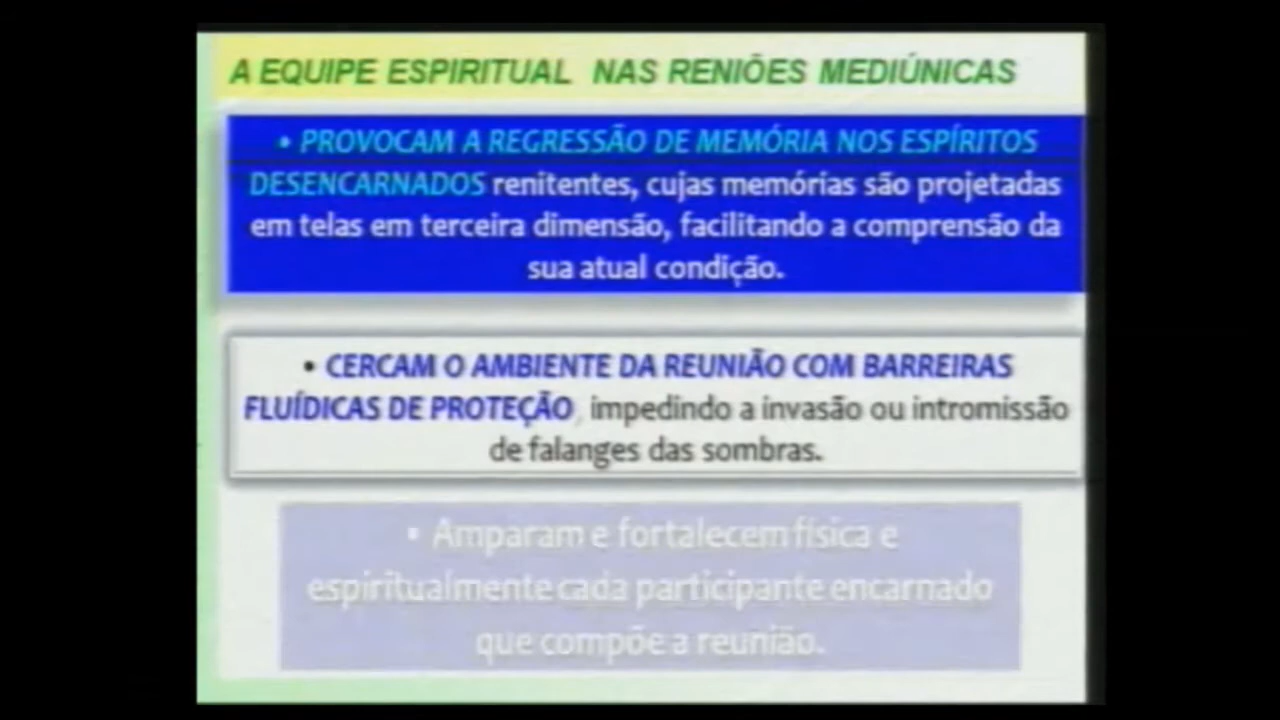 A EQUIPE ESPIRITUAL NAS RENIÕES MEDIÚNICAS
• PROVOCAM A REGRESSÃO DE MEMÓRIA NOS ESPÍRITOS
DESENCARNADOS renitentes, cujas memórias são projetadas
em telas em terceira dimensão, facilitando a comprensão da
sua atual condição.
• CERCAM O AMBIENTE DA REUNIÃO COM BARREIRAS
FLUÍDICAS DE PROTEÇÃO, impedindo a invasão ou intromissão
de falanges das sombras.
• Amparam e fortalecem física e
espiritualmente cada participante encarnado
que compõe a reunião.